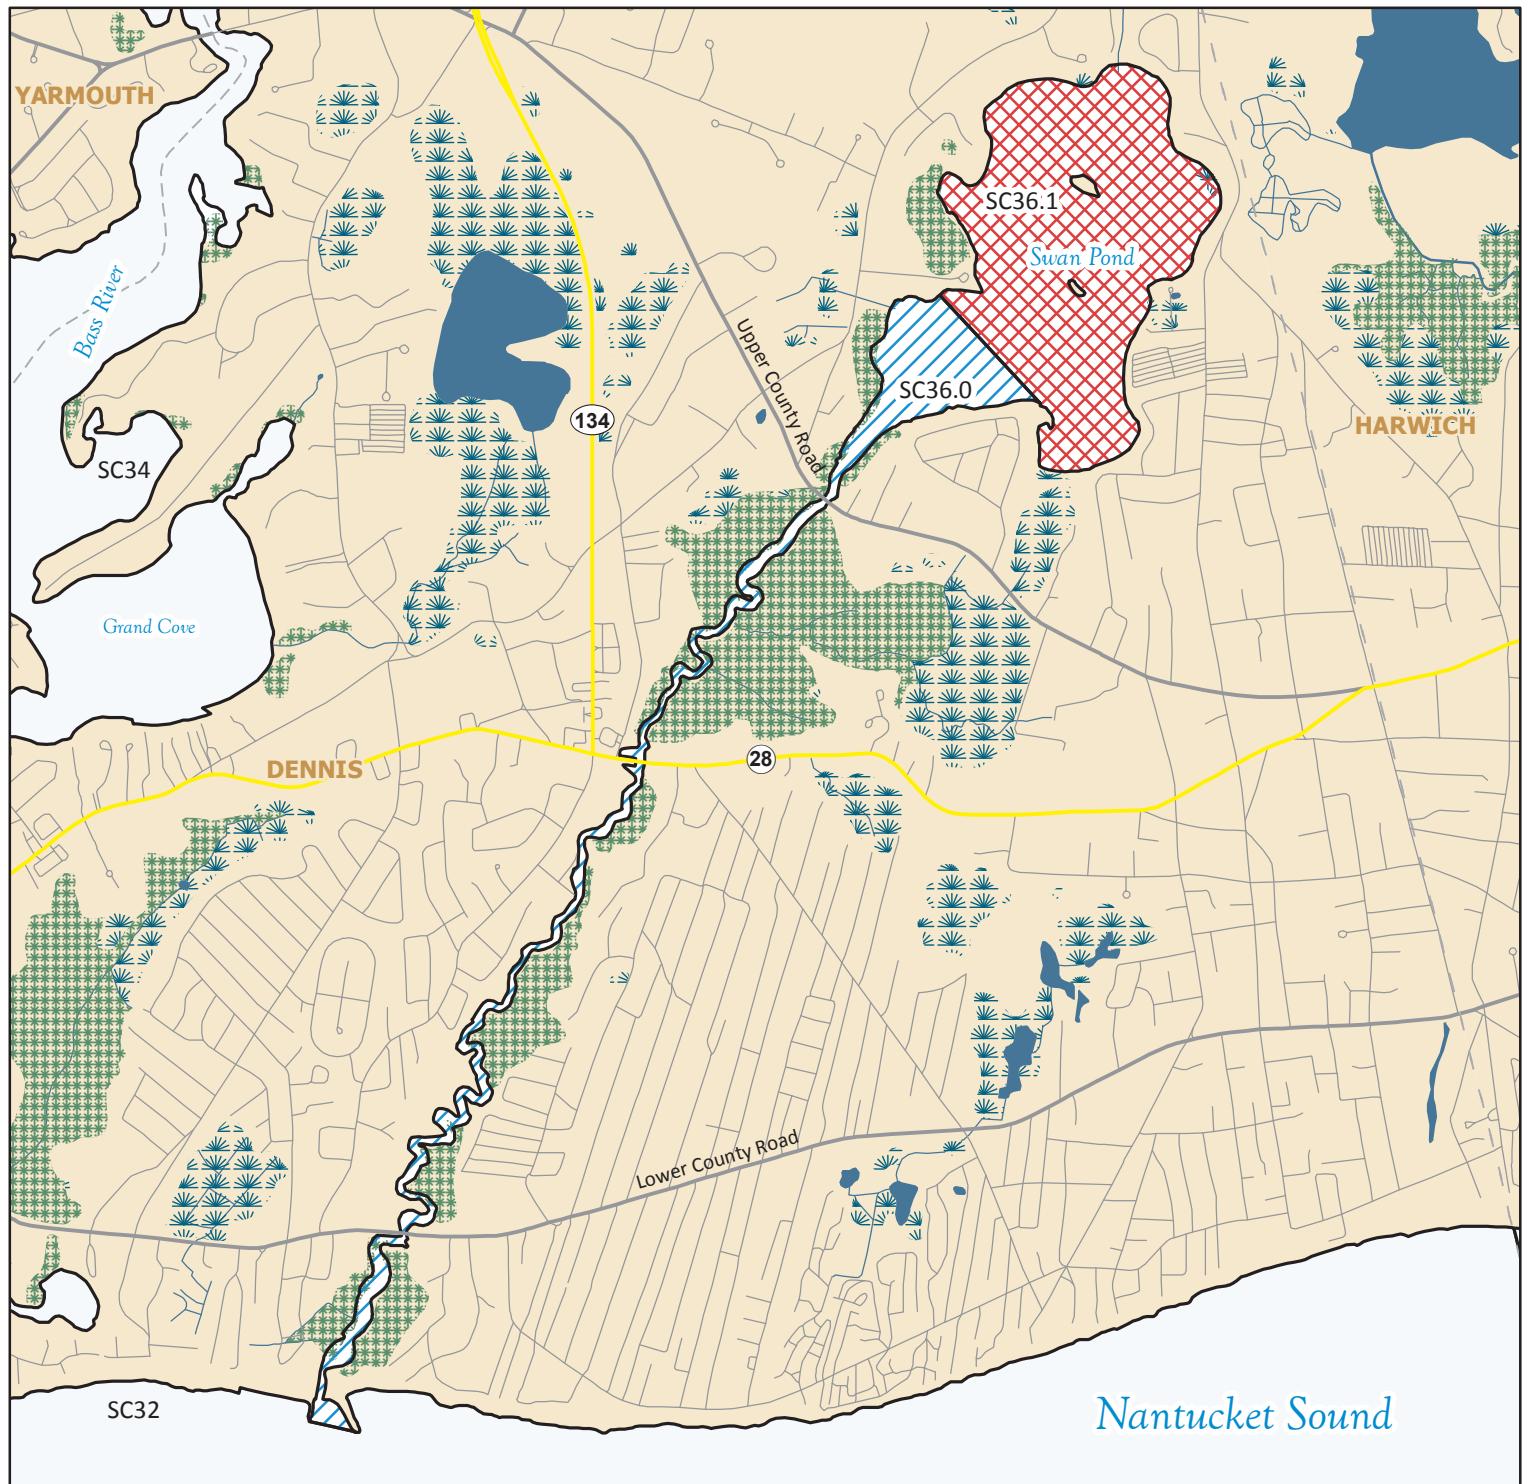 YARMOUTH
SC36.1
Swan Pond
Bass River
Upper County Road
SC36.0
134
HARWICH
SC34
Grand Cove
28
DENNIS
Lower County Road
SC32
Nantucket Sound